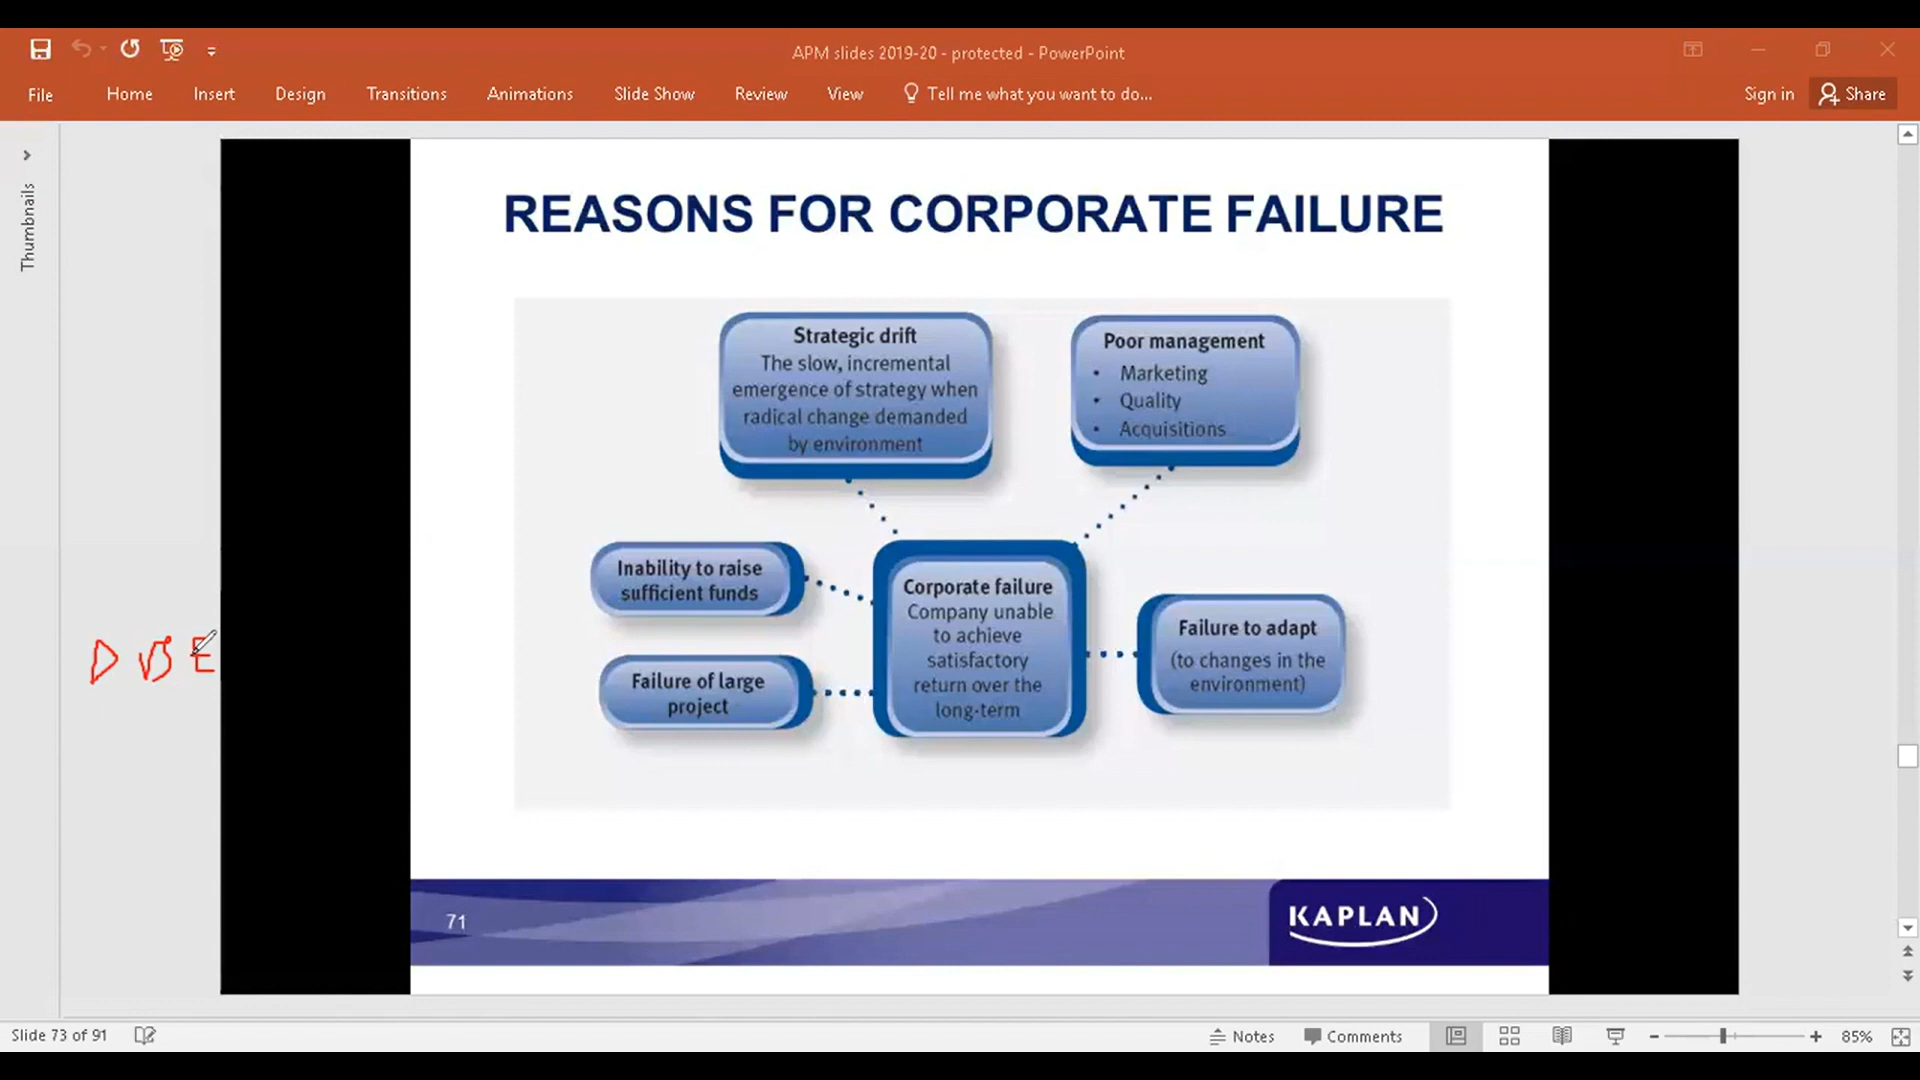 APM slides 2019-20 - protected - PowerPoint
File Home Insert Design Transitions Animations Slide Show Review View Tell me what you want to do... Sign in Share
Thumbnails
REASONS FOR CORPORATE FAILURE
Strategic drift
The slow, incremental
emergence of strategy when
radical change demanded
by environment
Poor management
• Marketing
• Quality
• Acquisitions
Inability to raise
sufficient funds
Corporate failure
Company unable
to achieve
satisfactory
return over the
long-term
Failure to adapt
(to changes in the
environment)
Failure of large
project
D VS E
71
KAPLAN
Slide 73 of 91 Notes Comments 85%